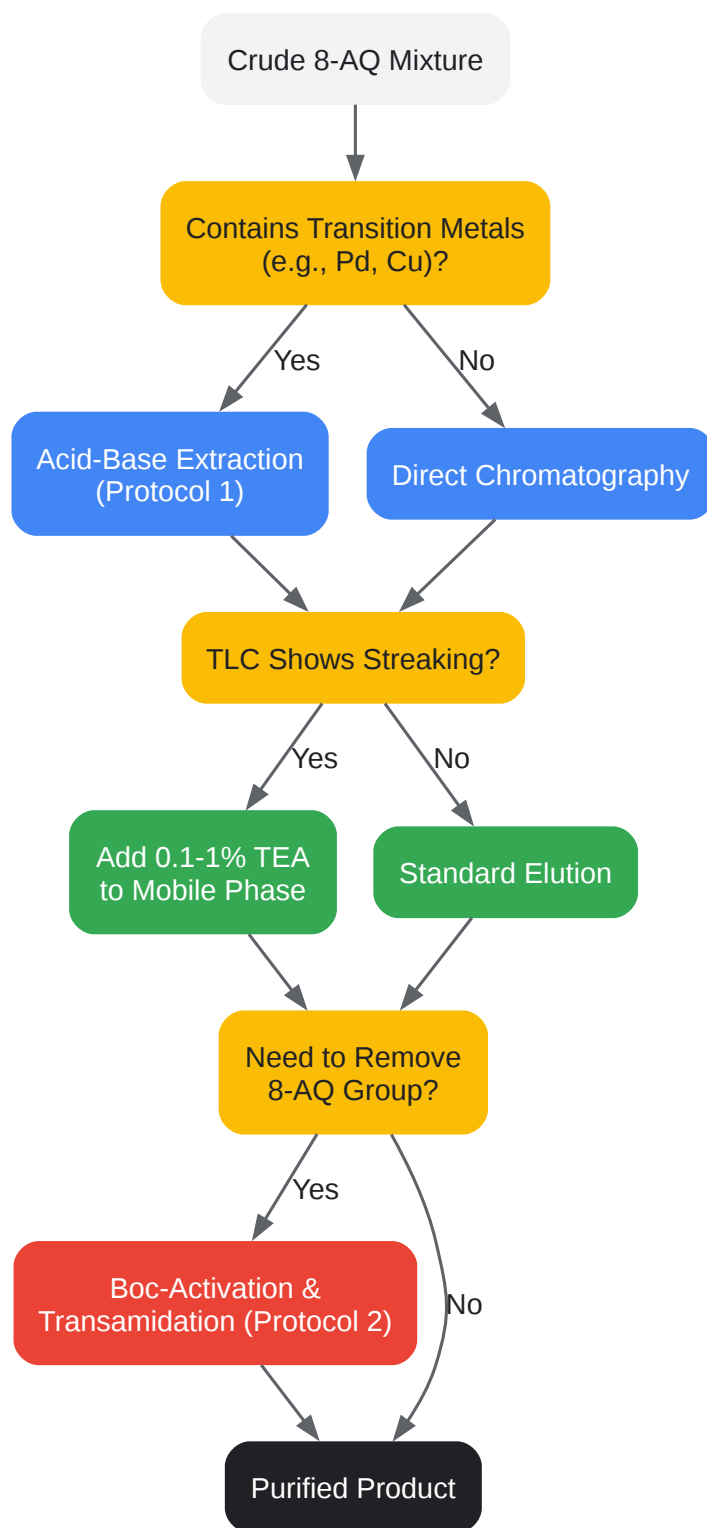 Crude 8-AQ Mixture
Contains Transition Metals
(e.g., Pd, Cu)?
Yes
No
Acid-Base Extraction
(Protocol 1)
Direct Chromatography
TLC Shows Streaking?
Yes
No
Add 0.1-1% TEA
to Mobile Phase
Standard Elution
Need to Remove
8-AQ Group?
Yes
Boc-Activation &
Transamidation (Protocol 2)
No
Purified Product